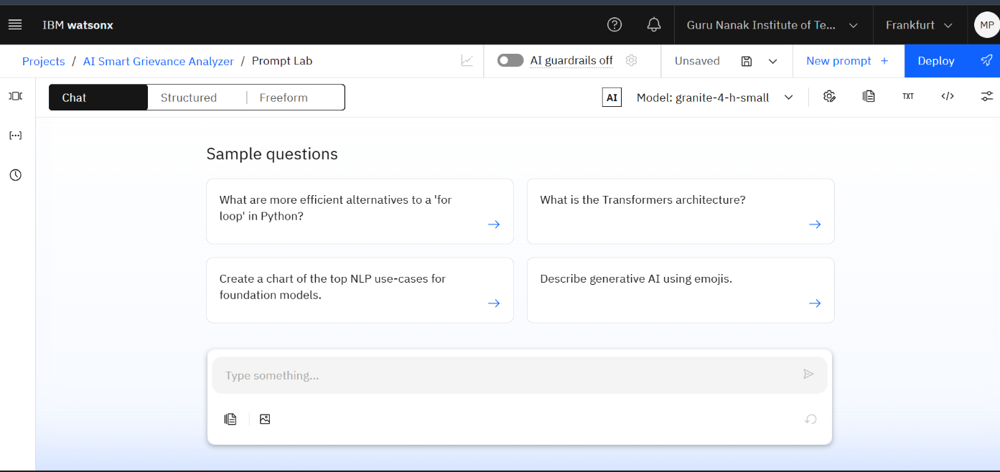 IBM watsonx
Guru Nanak Institute of Te...
Frankfurt
MP
Projects / AI Smart Grievance Analyzer / Prompt Lab
AI guardrails off
Unsaved
New prompt +
Deploy
Chat
Structured
Freeform
AI
Model: granite-4-h-small
TXT
</>
[...]
Sample questions
What are more efficient alternatives to a 'for
loop' in Python?
What is the Transformers architecture?
Create a chart of the top NLP use-cases for
foundation models.
Describe generative AI using emojis.
Type something...